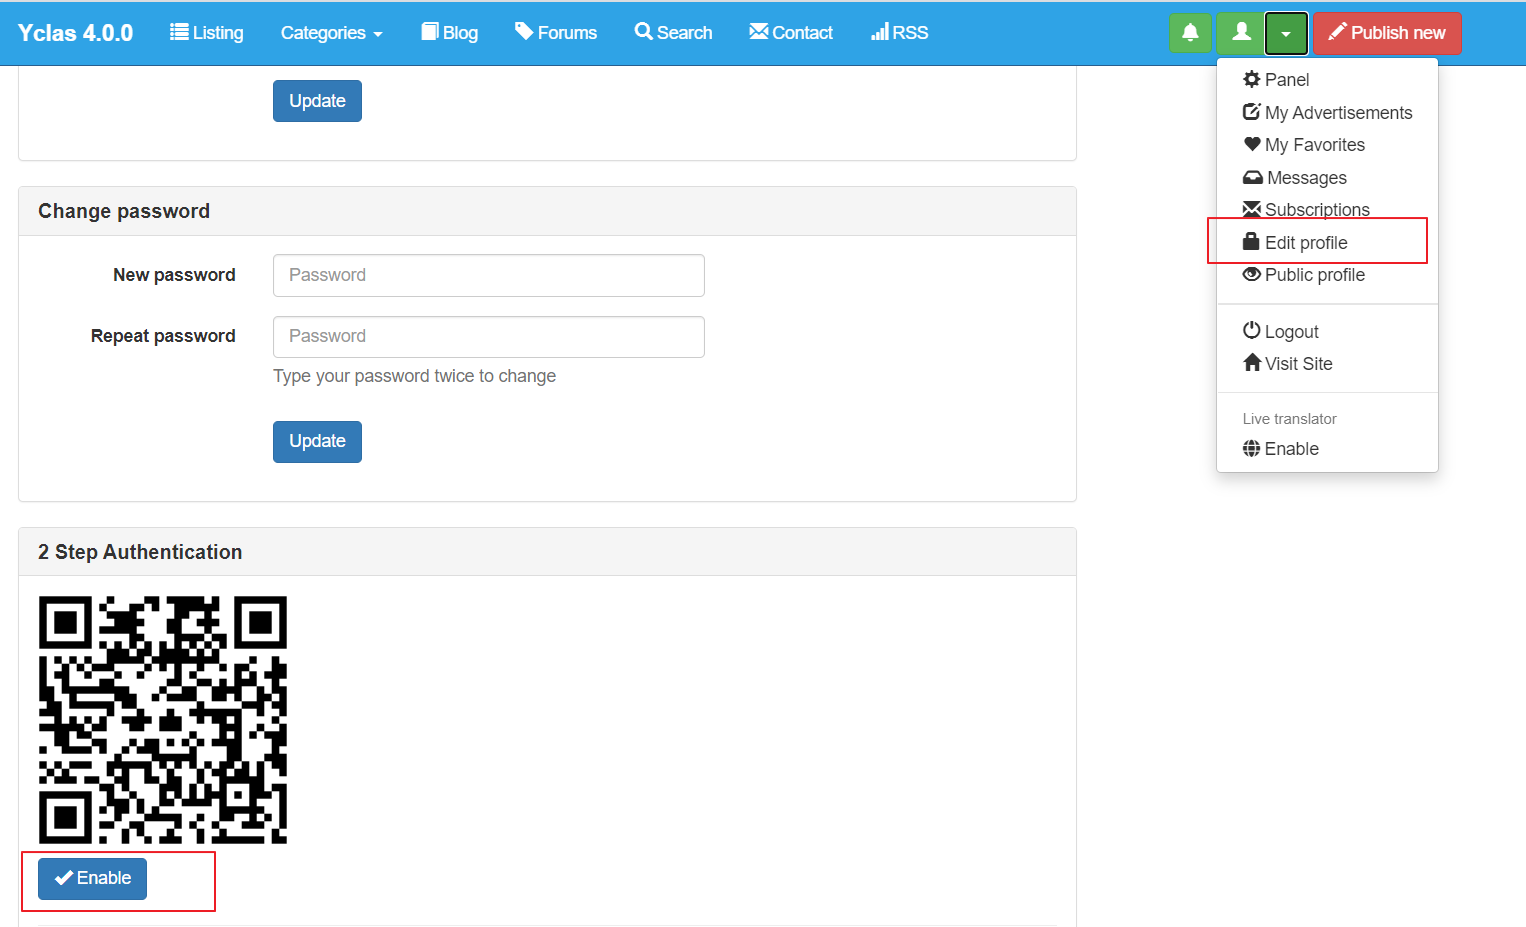 Yclas 4.0.0 Listing Categories Blog Forums Search Contact RSS Publish new
Panel
My Advertisements
My Favorites
Messages
Subscriptions
Edit profile
Public profile
Logout
Visit Site
Live translator
Enable
Update
Change password
New password Password
Repeat password Password
Type your password twice to change
Update
2 Step Authentication
Enable